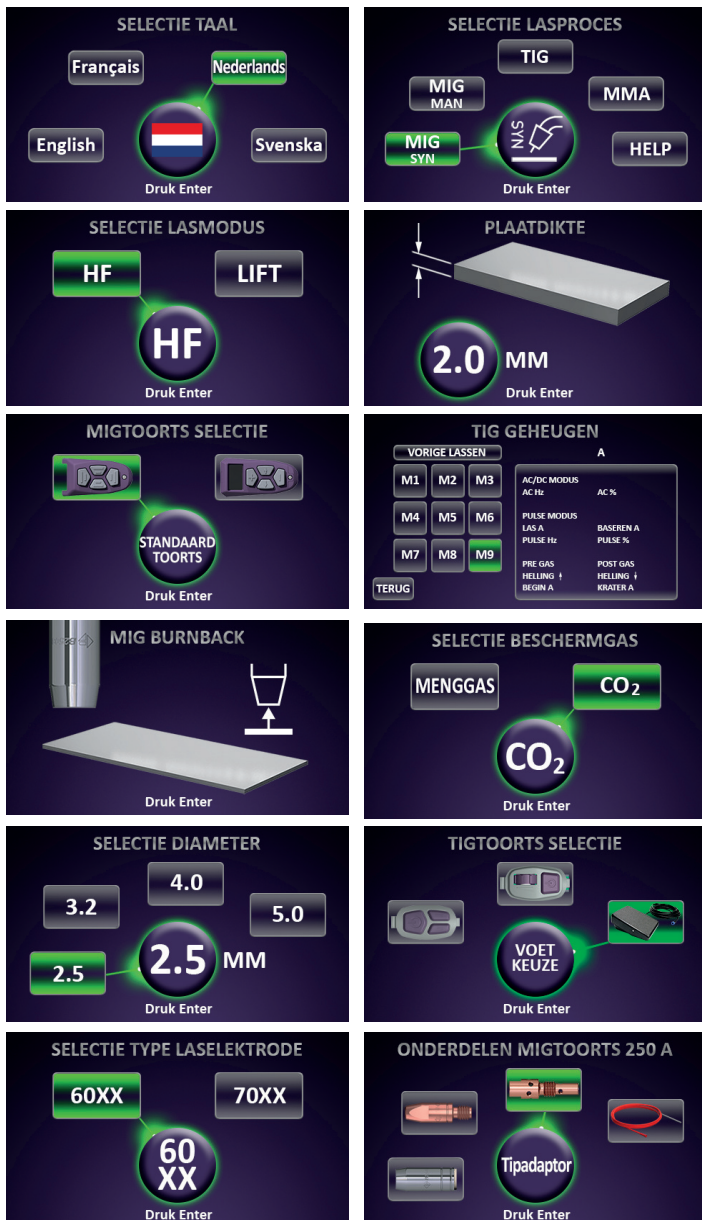 SELECTIE TAAL
Français
Nederlands
English
Svenska
Druk Enter
SELECTIE LASPROCES
TIG
MIG
MAN
MMA
MIG
SYN
SYN
HELP
Druk Enter
SELECTIE LASMODUS
HF
LIFT
HF
Druk Enter
PLAATDIKTE
2.0 MM
Druk Enter
MIGTOORTS SELECTIE
STANDAARD
TOORTS
Druk Enter
TIG GEHEUGEN
VORIGE LASSEN
A
M1 M2 M3
M4 M5 M6
M7 M8 M9
TERUG
AC/DC MODUS
AC Hz AC %
PULSE MODUS
LAS A BASEREN A
PULSE Hz PULSE %
PRE GAS POST GAS
HELLING HELLING
BEGIN A KRATER A
MIG BURNBACK
Druk Enter
SELECTIE BESCHERMGAS
MENGGAS
CO₂
CO₂
Druk Enter
SELECTIE DIAMETER
4.0
3.2
5.0
2.5
2.5 MM
Druk Enter
TIGTOORTS SELECTIE
VOET
KEUZE
Druk Enter
SELECTIE TYPE LASELEKTRODE
60XX
70XX
60
XX
Druk Enter
ONDERDELEN MIGTOORTS 250 A
Tipadaptor
Druk Enter